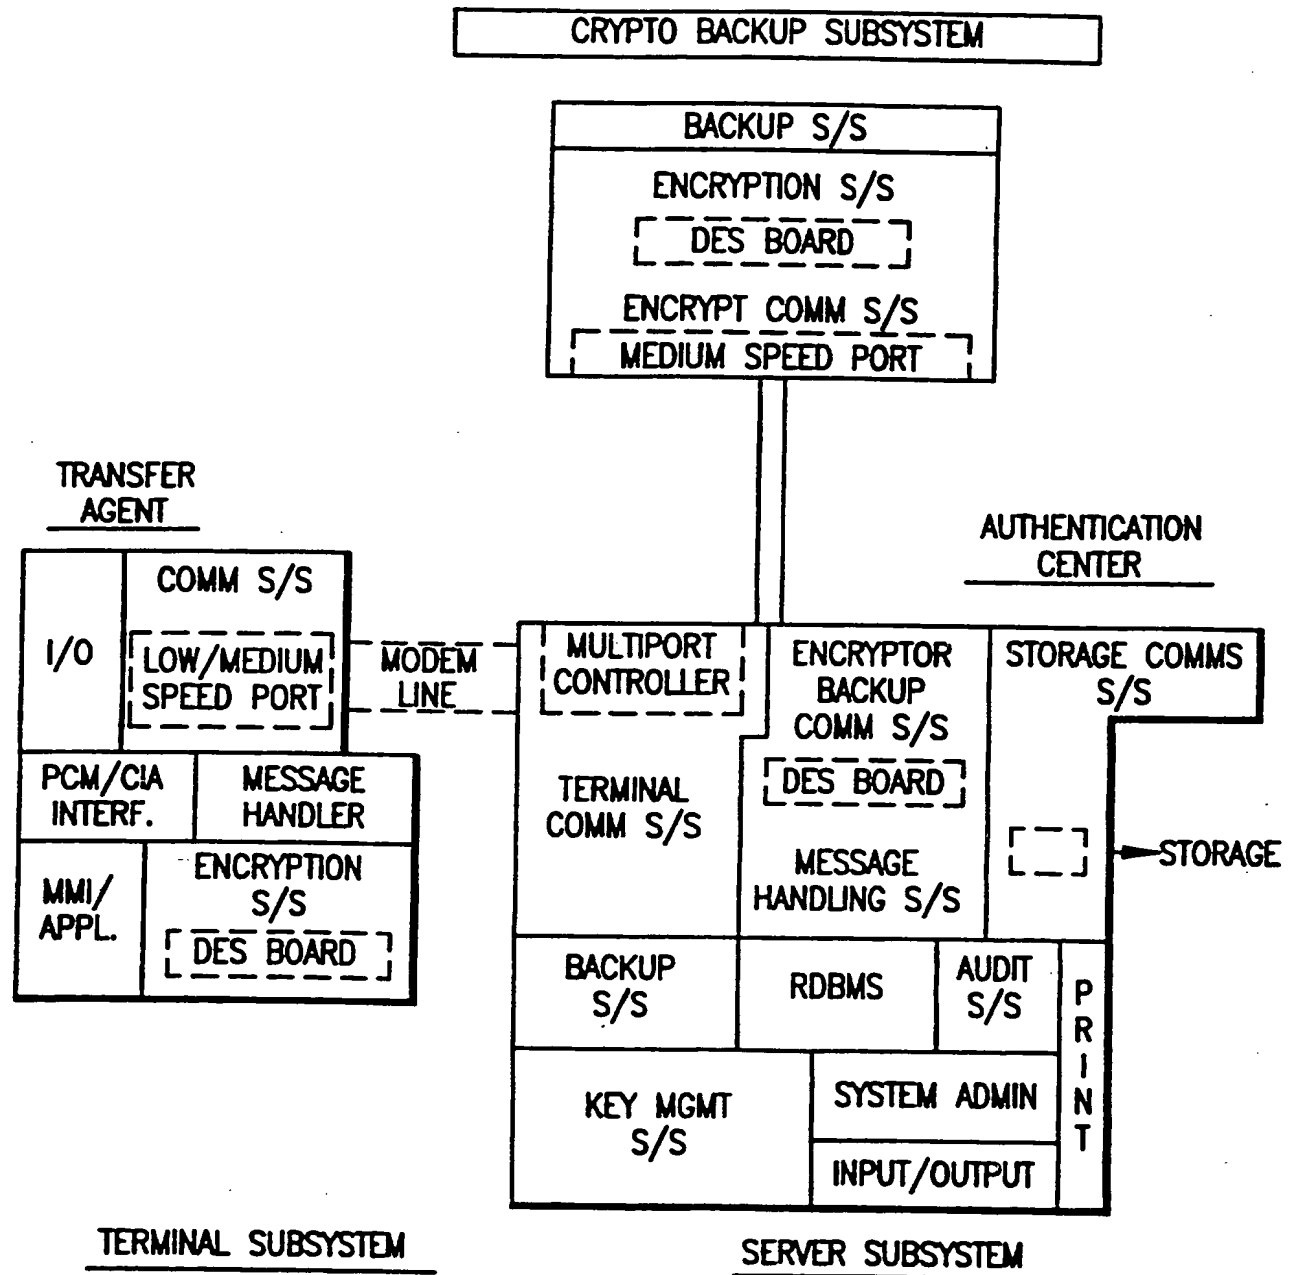 CRYPTO BACKUP SUBSYSTEM
BACKUP S/S
ENCRYPTION S/S
DES BOARD
ENCRYPT COMM S/S
MEDIUM SPEED PORT
TRANSFER
AGENT
I/O
COMM S/S
LOW/MEDIUM
SPEED PORT
MODEM
LINE
PCM/CIA
INTERF.
MESSAGE
HANDLER
MMI/
APPL.
ENCRYPTION
S/S
DES BOARD
TERMINAL SUBSYSTEM
AUTHENTICATION
CENTER
MULTIPORT
CONTROLLER
TERMINAL
COMM S/S
ENCRYPTOR
BACKUP
COMM S/S
DES BOARD
MESSAGE
HANDLING S/S
STORAGE COMMS
S/S
STORAGE
BACKUP
S/S
RDBMS
AUDIT
S/S
PRINT
KEY MGMT
S/S
SYSTEM ADMIN
INPUT/OUTPUT
SERVER SUBSYSTEM